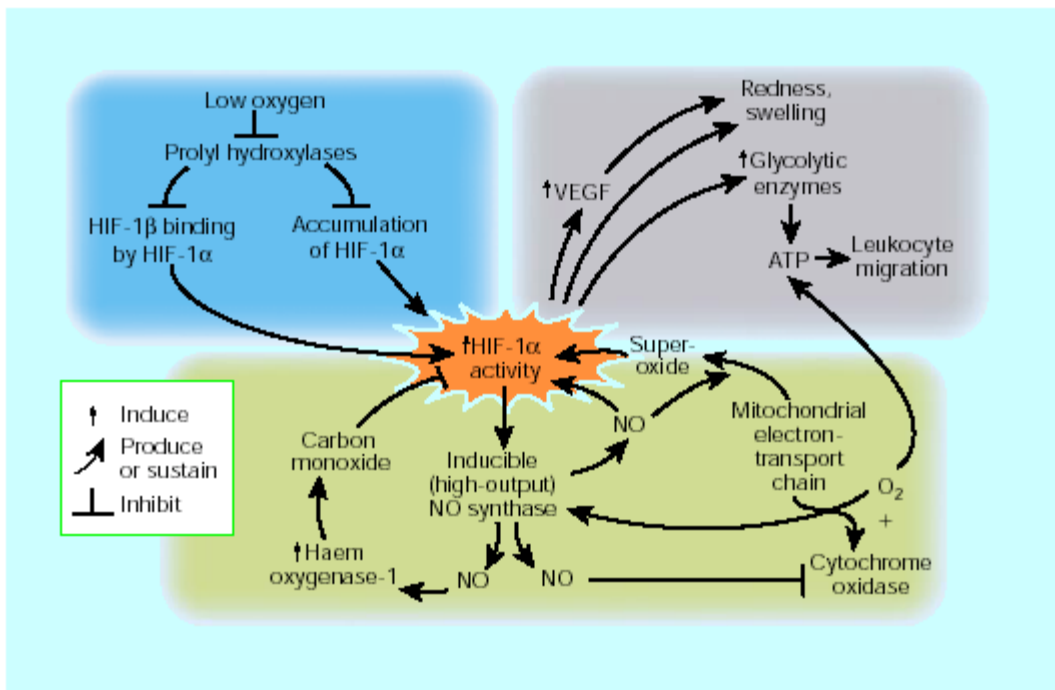 Low oxygen
Prolyl hydroxylases
HIF-1β binding
by HIF-1α
Accumulation
of HIF-1α
Redness,
swelling
↑VEGF
↑Glycolytic
enzymes
ATP
Leukocyte
migration
↑HIF-1α
activity
Super-
oxide
NO
Mitochondrial
electron-
transport
chain
O₂
+
Cytochrome
oxidase
Carbon
monoxide
Inducible
(high-output)
NO synthase
↑Haem
oxygenase-1
NO
NO
↑ Induce
Produce
or sustain
Inhibit